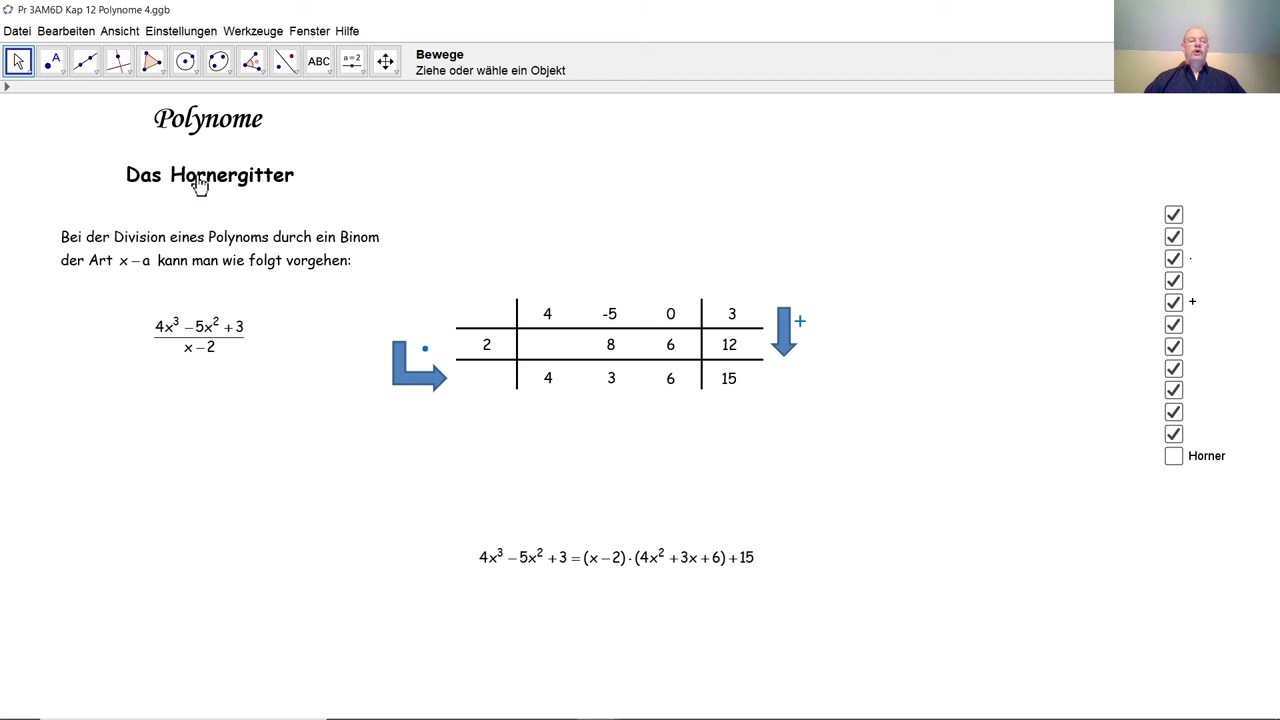 Pr 3AM6D Kap 12 Polynome 4.ggb
Datei Bearbeiten Ansicht Einstellungen Werkzeuge Fenster Hilfe
A ABC a=2
Bewege
Ziehe oder wähle ein Objekt
Polynome
Das Hornergitter
Bei der Division eines Polynoms durch ein Binom
der Art x – a kann man wie folgt vorgehen:
4x³ – 5x² + 3
x – 2
4 -5 0 3
2 8 6 12
4 3 6 15
+
·
·
+
Horner
4x³ – 5x² + 3 = (x – 2) · (4x² + 3x + 6) + 15